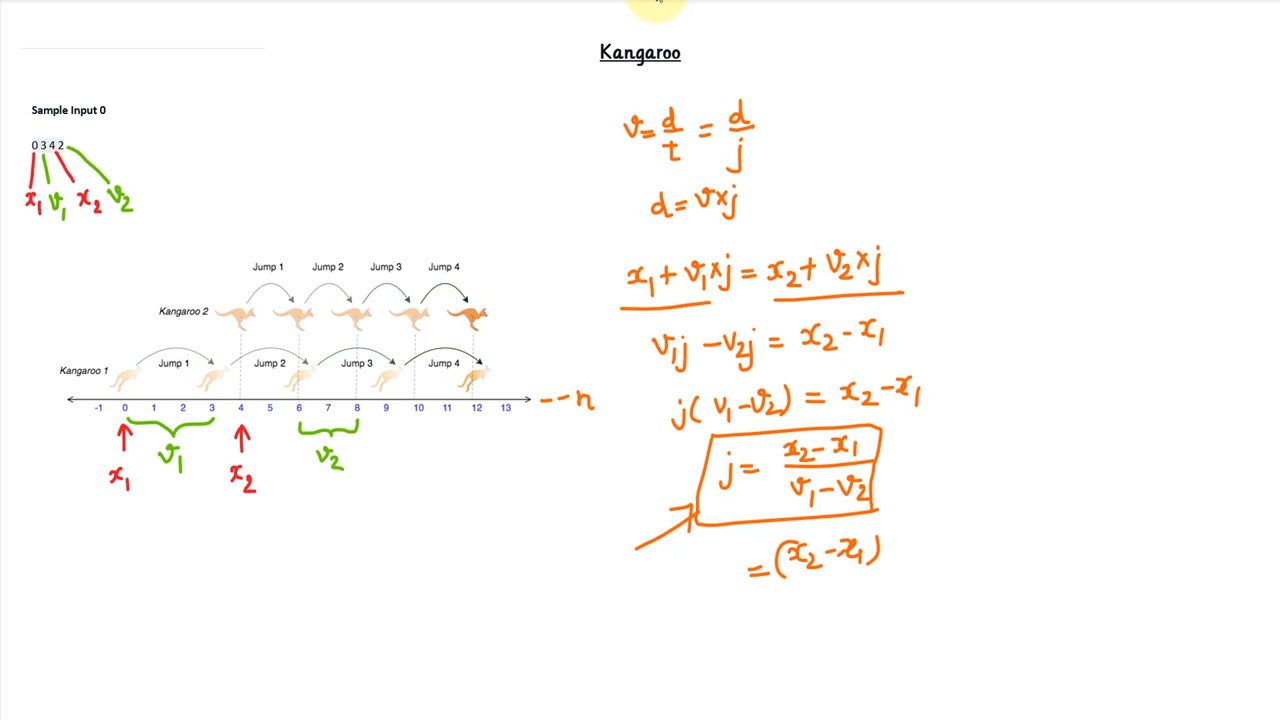 Kangaroo
Sample Input 0
0 3 4 2
x₁ v₁ x₂ v₂
Jump 1 Jump 2 Jump 3 Jump 4
Kangaroo 2
Jump 1 Jump 2 Jump 3 Jump 4
Kangaroo 1
-1 0 1 2 3 4 5 6 7 8 9 10 11 12 13 --n
v₁ v₂
x₁ x₂
v = d/t = d/j
d = v×j
x₁ + v₁×j = x₂ + v₂×j
v₁j - v₂j = x₂ - x₁
j(v₁ - v₂) = x₂ - x₁
j = x₂ - x₁ / v₁ - v₂
= (x₂ - x₁)